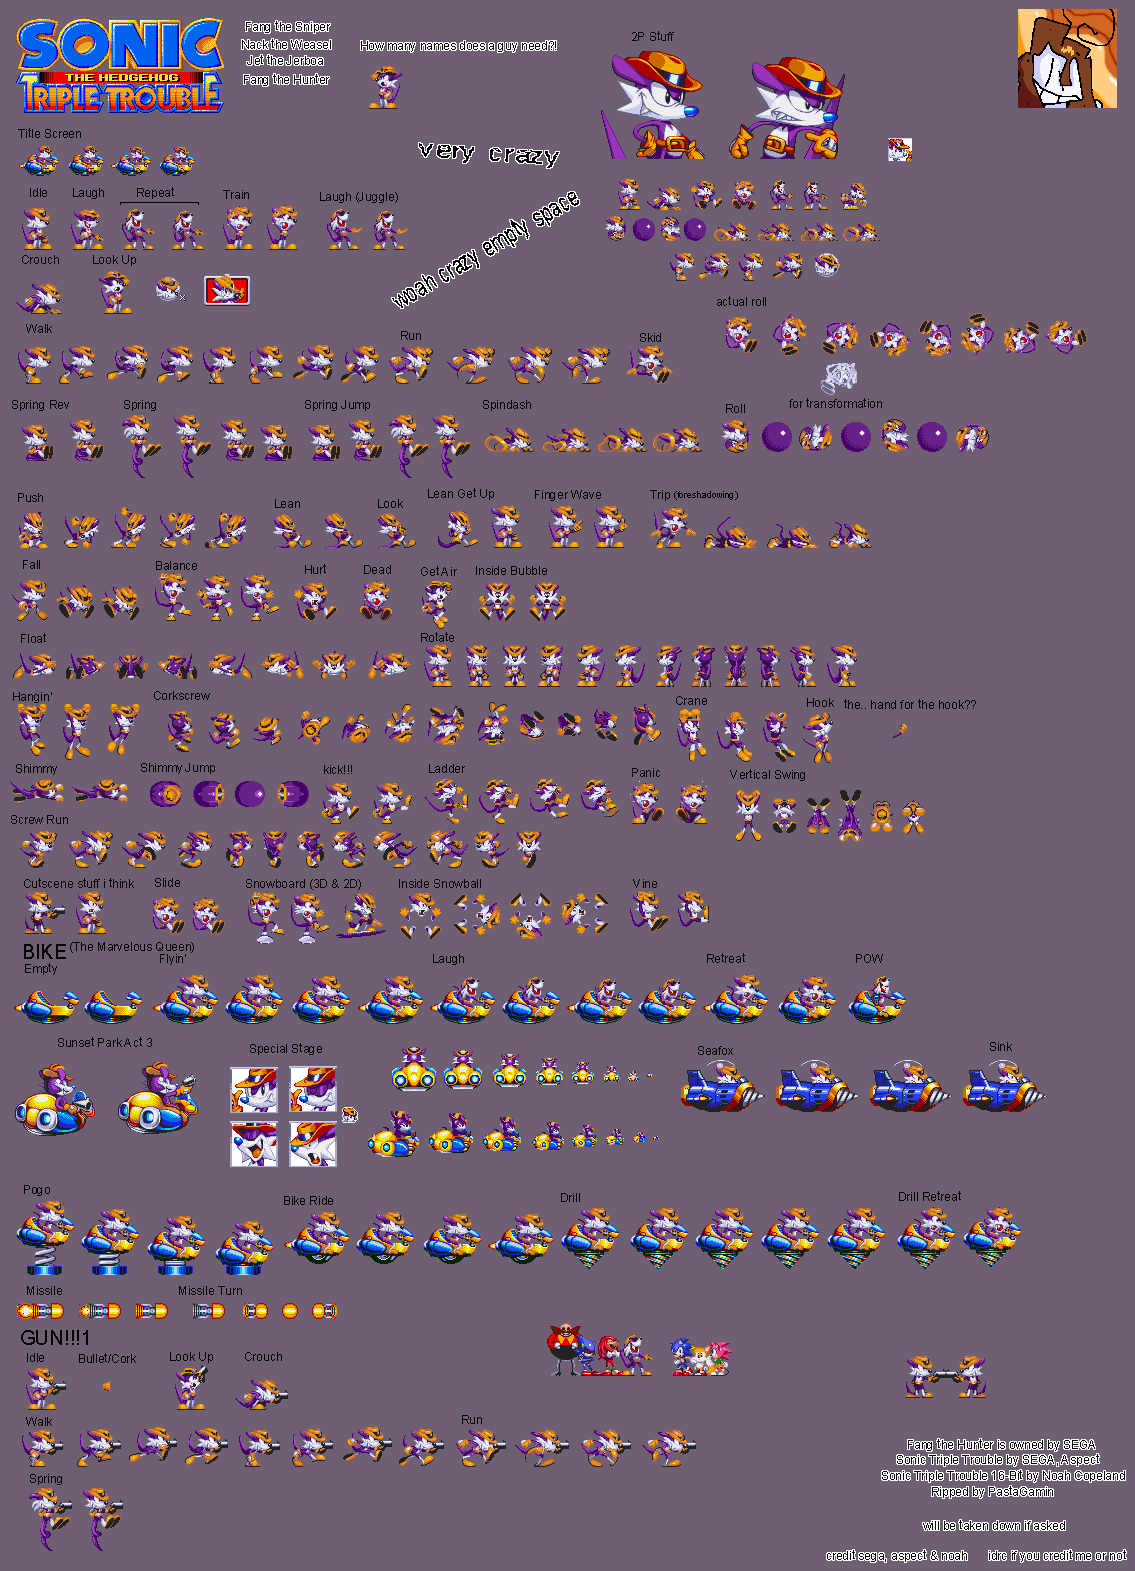 SONIC
THE HEDGEHOG
TRIPLE TROUBLE
Fang the Sniper
Nack the Weasel
Jet the Jerboa
Fang the Hunter
How many names does a guy need?!
2P Stuff
Title Screen
very crazy
Idle
Laugh
Repeat
Train
Laugh (Juggle)
woah crazy empty space
Crouch
Look Up
actual roll
Walk
Run
Skid
Spring Rev
Spring
Spring Jump
Spindash
Roll
for transformation
Push
Lean
Look
Lean Get Up
Finger Wave
Trip (foreshadowing)
Fall
Balance
Hurt
Dead
Get Air
Inside Bubble
Float
Rotate
Hangin'
Corkscrew
Crane
Hook
the.. hand for the hook??
Shimmy
Shimmy Jump
kick!!!
Ladder
Panic
Vertical Swing
Screw Run
Cutscene stuff i think
Slide
Snowboard (3D & 2D)
Inside Snowball
Vine
BIKE (The Marvelous Queen)
Empty
Flyin'
Laugh
Retreat
POW
Sunset Park Act 3
Special Stage
Seafox
Sink
Pogo
Bike Ride
Drill
Drill Retreat
Missile
Missile Turn
GUN!!!1
Idle
Bullet/Cork
Look Up
Crouch
Walk
Run
Spring
Fang the Hunter is owned by SEGA
Sonic Triple Trouble by SEGA, Aspect
Sonic Triple Trouble 16-Bit by Noah Copeland
Ripped by PastaGamin
will be taken down if asked
credit sega, aspect & noah
idrc if you credit me or not